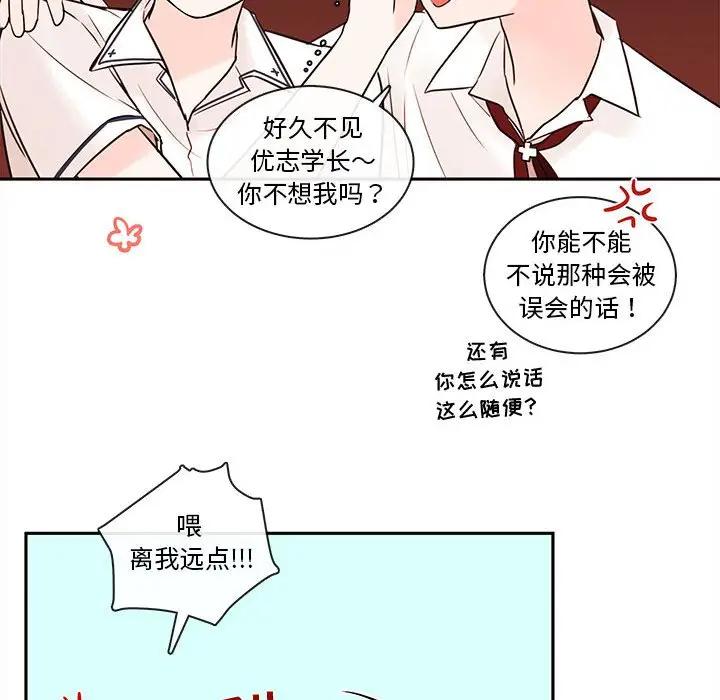 好久不见
优志学长～
你不想我吗？
你能不能
不说那种会被
误会的话！
还有
你怎么说话
这么随便?
喂
离我远点!!!